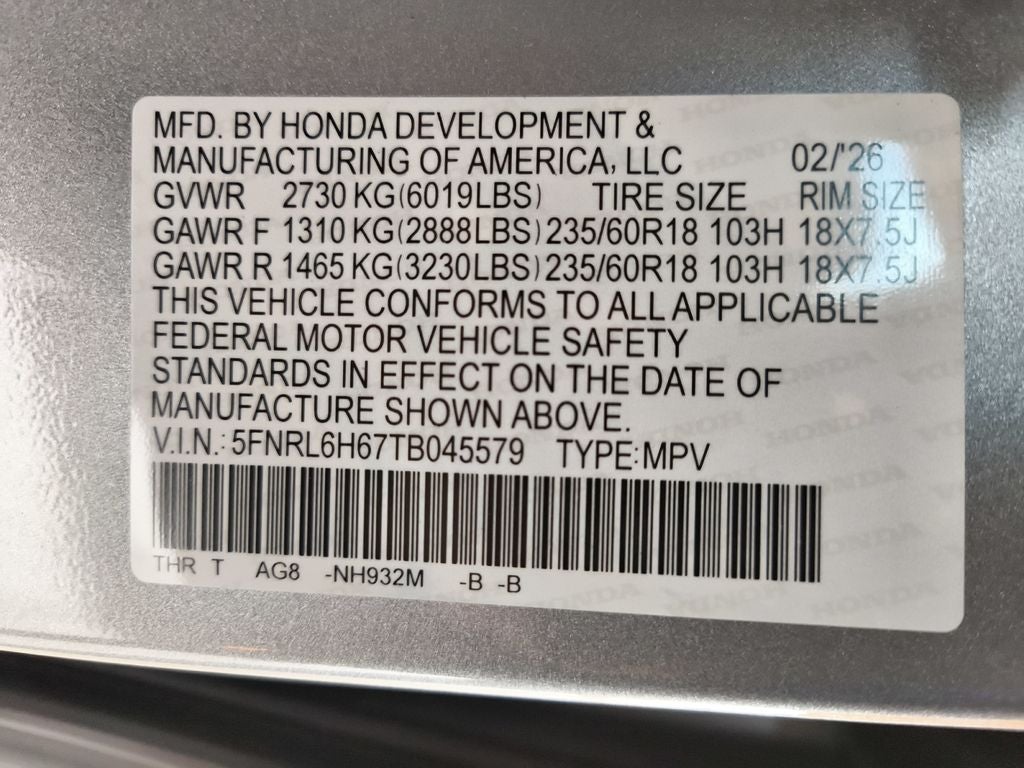 MFD. BY HONDA DEVELOPMENT &
MANUFACTURING OF AMERICA, LLC 02/'26
GVWR 2730 KG(6019LBS) TIRE SIZE RIM SIZE
GAWR F 1310 KG(2888LBS) 235/60R18 103H 18X7.5J
GAWR R 1465 KG(3230LBS) 235/60R18 103H 18X7.5J
THIS VEHICLE CONFORMS TO ALL APPLICABLE
FEDERAL MOTOR VEHICLE SAFETY
STANDARDS IN EFFECT ON THE DATE OF
MANUFACTURE SHOWN ABOVE.
V.I.N.: 5FNRL6H67TB045579 TYPE:MPV
THR T AG8 -NH932M -B -B